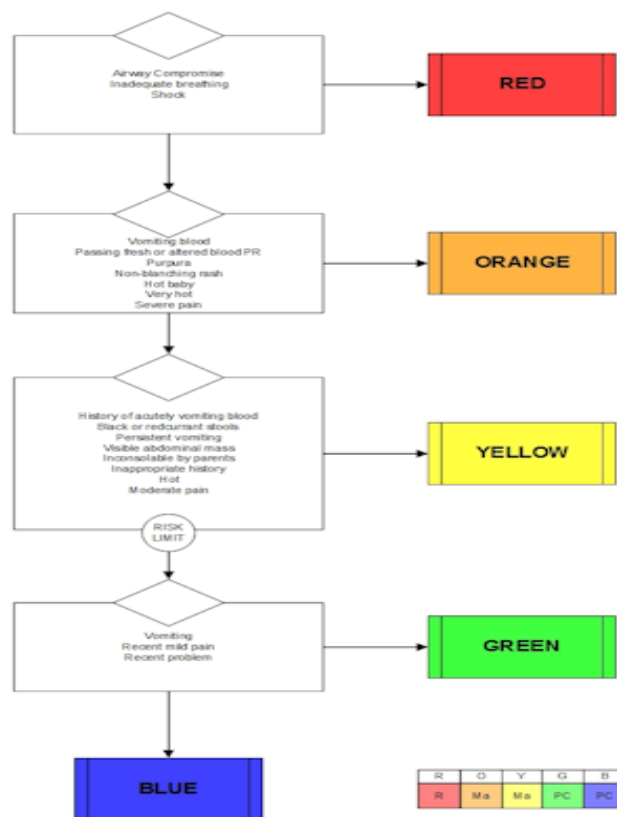 Airway Compromise
Inadequate breathing
Shock
RED
Vomiting blood
Passing fresh or altered blood PR
Purpura
Non-blanching rash
Hot baby
Very hot
Severe pain
ORANGE
History of acutely vomiting blood
Black or redcurrant stools
Persistent vomiting
Visible abdominal mass
Inconsolable by parents
Inappropriate history
Hot
Moderate pain
YELLOW
RISK
LIMIT
Vomiting
Recent mild pain
Recent problem
GREEN
BLUE
R O Y G B
R Ma Ma PC PC